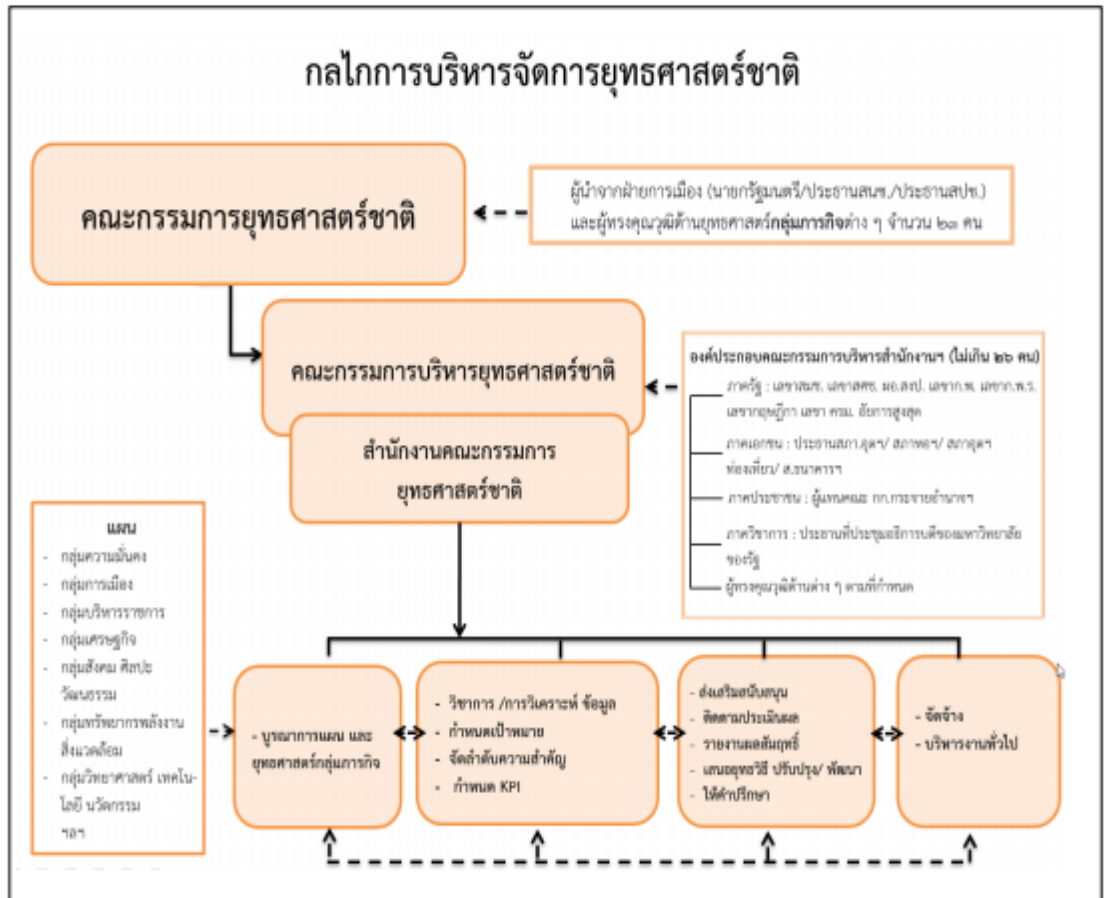 กลไกการบริหารจัดการยุทธศาสตร์ชาติ
คณะกรรมการยุทธศาสตร์ชาติ
ผู้นำจากฝ่ายการเมือง (นายกรัฐมนตรี/ประธานสนช./ประธานสปช.)
และผู้ทรงคุณวุฒิด้านยุทธศาสตร์กลุ่มภารกิจต่าง ๆ จำนวน ๒๓ คน
คณะกรรมการบริหารยุทธศาสตร์ชาติ
สำนักงานคณะกรรมการ
ยุทธศาสตร์ชาติ
องค์ประกอบคณะกรรมการบริหารสำนักงานฯ (ไม่เกิน ๒๖ คน)
ภาครัฐ : เลขาสมช. เลขาสศช. ผอ.สงป. เลขาก.พ. เลขาก.พ.ร.
เลขากฤษฎีกา เลขา ครม. อัยการสูงสุด
ภาคเอกชน : ประธานสภา.อุตฯ/ สภาหอฯ/ สภาอุตฯ
ท่องเที่ยว/ ส.ธนาคารฯ
ภาคประชาชน : ผู้แทนคณะ กก.กระจายอำนาจฯ
ภาควิชาการ : ประธานที่ประชุมอธิการบดีของมหาวิทยาลัย
ของรัฐ
ผู้ทรงคุณวุฒิด้านต่าง ๆ ตามที่กำหนด
แผน
- กลุ่มความมั่นคง
- กลุ่มการเมือง
- กลุ่มบริหารราชการ
- กลุ่มเศรษฐกิจ
- กลุ่มสังคม ศิลปะ
วัฒนธรรม
- กลุ่มทรัพยากรพลังงาน
สิ่งแวดล้อม
- กลุ่มวิทยาศาสตร์ เทคโน-
โลยี นวัตกรรม
ฯลฯ
- บูรณาการแผน และ
ยุทธศาสตร์กลุ่มภารกิจ
- วิชาการ /การวิเคราะห์ ข้อมูล
- กำหนดเป้าหมาย
- จัดลำดับความสำคัญ
- กำหนด KPI
- ส่งเสริมสนับสนุน
- ติดตามประเมินผล
- รายงานผลสัมฤทธิ์
- เสนอยุทธวิธี ปรับปรุง/ พัฒนา
- ให้คำปรึกษา
- จัดจ้าง
- บริหารงานทั่วไป